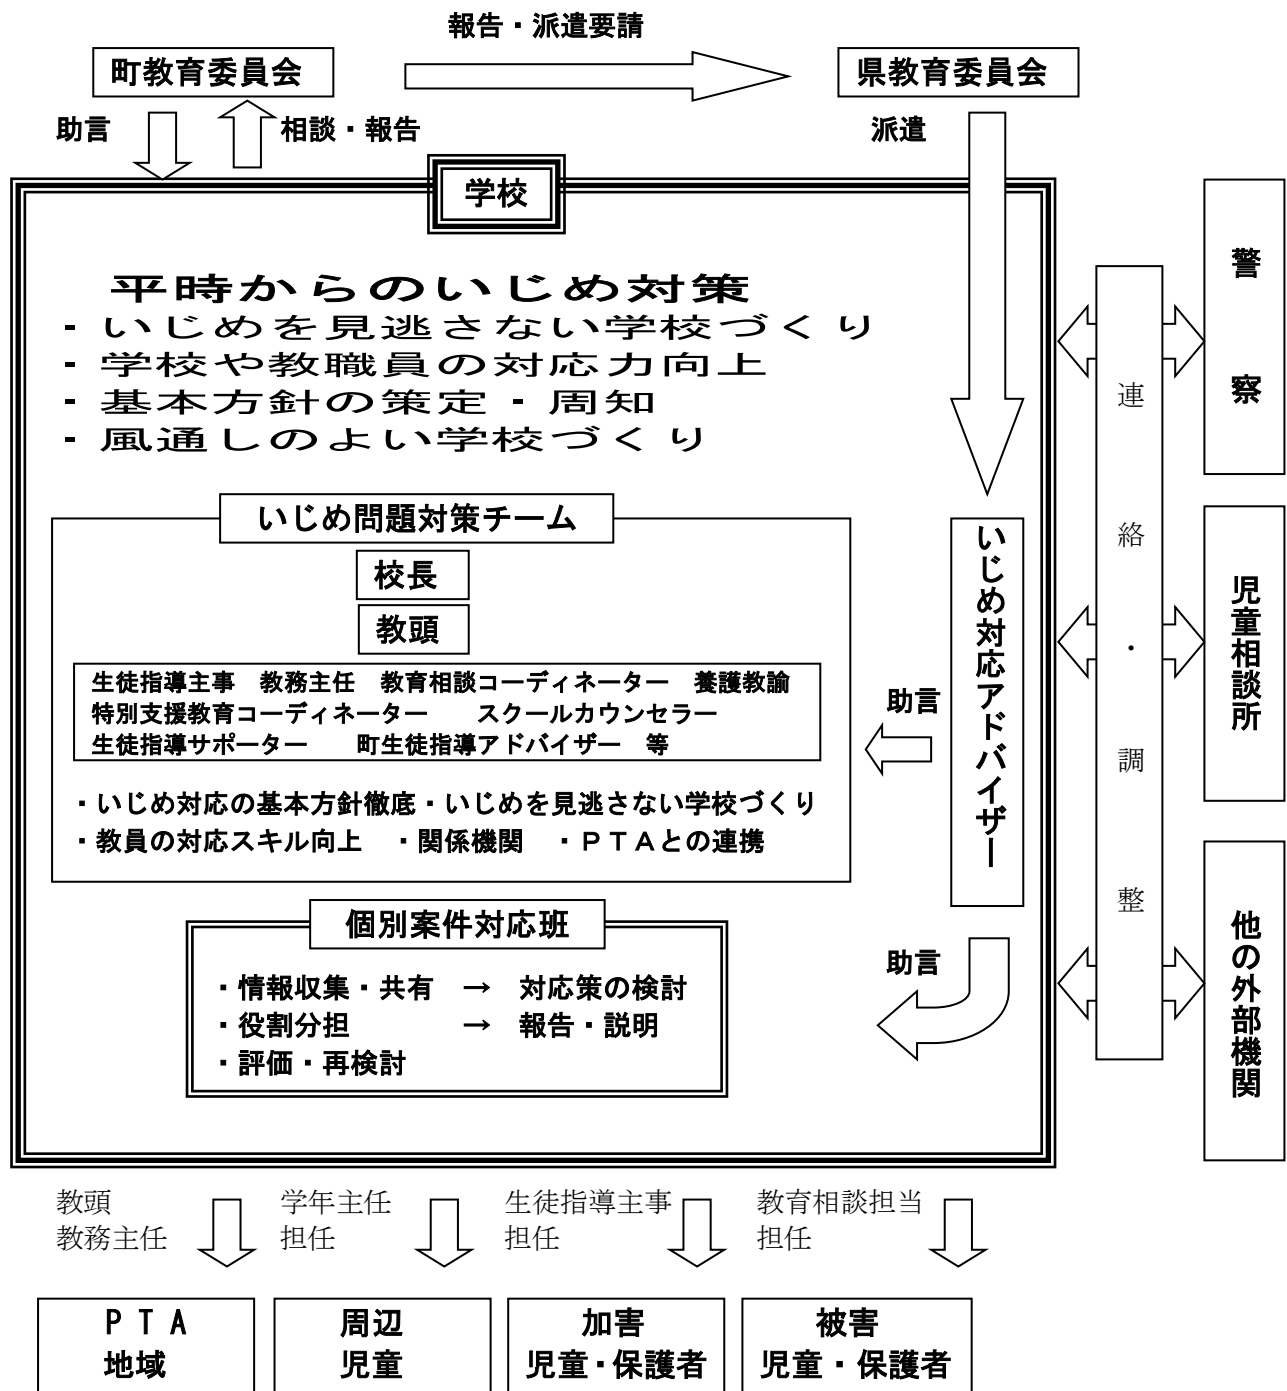 報告・派遣要請
町教育委員会
県教育委員会
助言
相談・報告
派遣
学校
平時からのいじめ対策
・いじめを見逃さない学校づくり
・学校や教職員の対応力向上
・基本方針の策定・周知
・風通しのよい学校づくり
いじめ問題対策チーム
校長
教頭
生徒指導主事　教務主任　教育相談コーディネーター　養護教諭
特別支援教育コーディネーター　　スクールカウンセラー
生徒指導サポーター　　町生徒指導アドバイザー　等
・いじめ対応の基本方針徹底・いじめを見逃さない学校づくり
・教員の対応スキル向上　・関係機関　・ＰＴＡとの連携
助言
いじめ対応アドバイザー
個別案件対応班
・情報収集・共有　→　対応策の検討
・役割分担　　　　→　報告・説明
・評価・再検討
助言
連絡・調整
警察
児童相談所
他の外部機関
教頭
教務主任
学年主任
担任
生徒指導主事
担任
教育相談担当
担任
ＰＴＡ
地域
周辺
児童
加害
児童・保護者
被害
児童・保護者